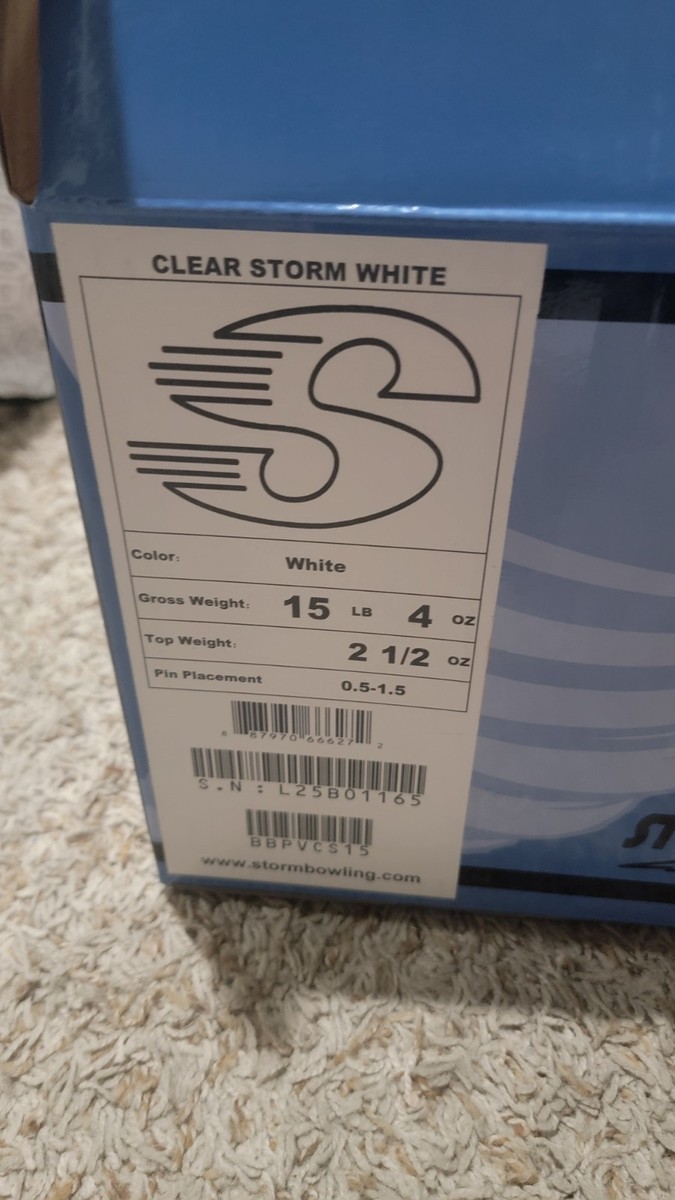 CLEAR STORM WHITE
Color: White
Gross Weight: 15 LB 4 oz
Top Weight: 2 1/2 oz
Pin Placement 0.5-1.5
8 87970 66627 2
S.N : L25B01165
BBPVCS15
www.stormbowling.com